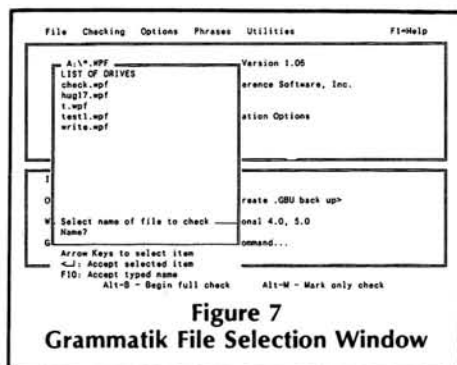 File Checking Options Phrases Utilities F1=Help
A:\*.WPF
Version 1.06
LIST OF DRIVES
check.wpf
erence Software, Inc.
hug17.wpf
t.wpf
test1.wpf
ation Options
write.wpf
I
O
reate .GBU back up>
W
Select name of file to check
onal 4.0, 5.0
Name?
G
ommand...
Arrow Keys to select item
<─┘: Accept selected item
F10: Accept typed name
Alt-B - Begin full check Alt-M - Mark only check
Figure 7
Grammatik File Selection Window